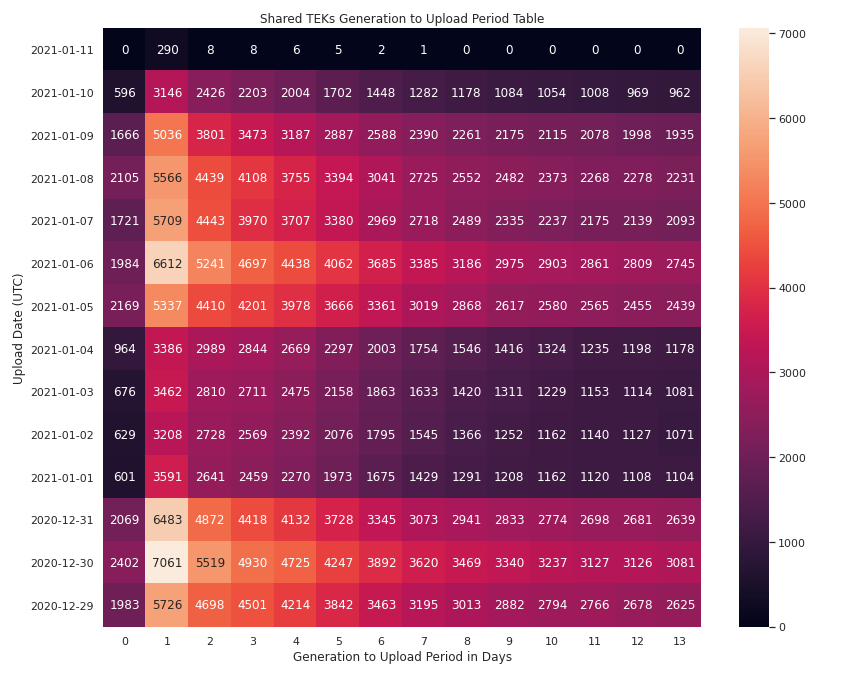 Shared TEKs Generation to Upload Period Table
2021-01-11 0 290 8 8 6 5 2 1 0 0 0 0 0 0
2021-01-10 596 3146 2426 2203 2004 1702 1448 1282 1178 1084 1054 1008 969 962
2021-01-09 1666 5036 3801 3473 3187 2887 2588 2390 2261 2175 2115 2078 1998 1935
2021-01-08 2105 5566 4439 4108 3755 3394 3041 2725 2552 2482 2373 2268 2278 2231
2021-01-07 1721 5709 4443 3970 3707 3380 2969 2718 2489 2335 2237 2175 2139 2093
2021-01-06 1984 6612 5241 4697 4438 4062 3685 3385 3186 2975 2903 2861 2809 2745
2021-01-05 2169 5337 4410 4201 3978 3666 3361 3019 2868 2617 2580 2565 2455 2439
2021-01-04 964 3386 2989 2844 2669 2297 2003 1754 1546 1416 1324 1235 1198 1178
2021-01-03 676 3462 2810 2711 2475 2158 1863 1633 1420 1311 1229 1153 1114 1081
2021-01-02 629 3208 2728 2569 2392 2076 1795 1545 1366 1252 1162 1140 1127 1071
2021-01-01 601 3591 2641 2459 2270 1973 1675 1429 1291 1208 1162 1120 1108 1104
2020-12-31 2069 6483 4872 4418 4132 3728 3345 3073 2941 2833 2774 2698 2681 2639
2020-12-30 2402 7061 5519 4930 4725 4247 3892 3620 3469 3340 3237 3127 3126 3081
2020-12-29 1983 5726 4698 4501 4214 3842 3463 3195 3013 2882 2794 2766 2678 2625
0 1 2 3 4 5 6 7 8 9 10 11 12 13
Generation to Upload Period in Days
Upload Date (UTC)
7000
6000
5000
4000
3000
2000
1000
0